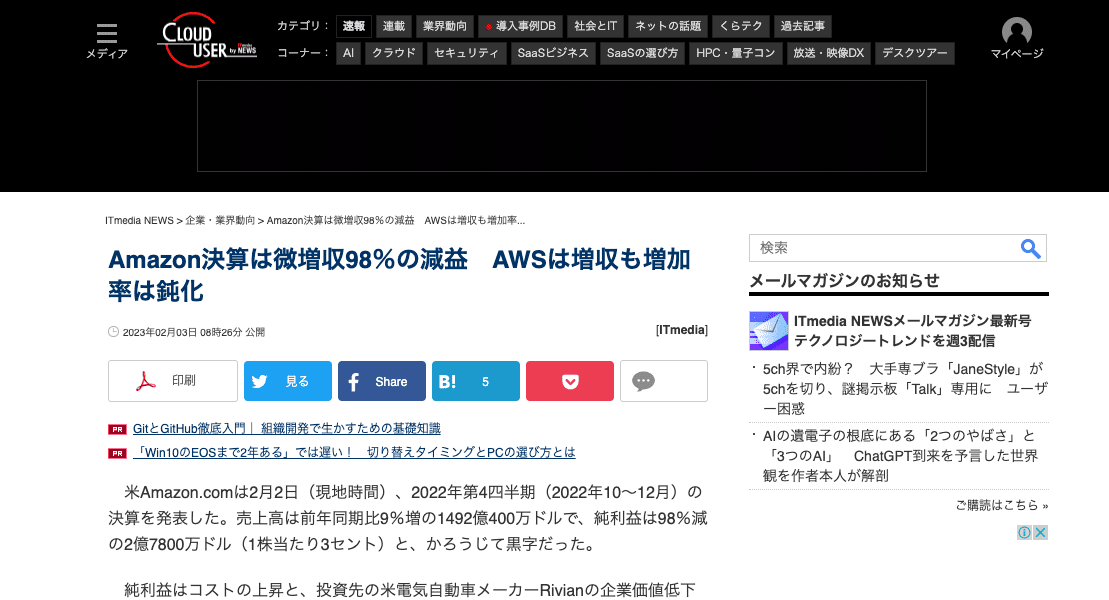 メディア
CLOUD USER by ITmedia NEWS
カテゴリ： 速報 連載 業界動向 導入事例DB 社会とIT ネットの話題 くらテク 過去記事
コーナー： AI クラウド セキュリティ SaaSビジネス SaaSの選び方 HPC・量子コン 放送・映像DX デスクツアー
マイページ
ITmedia NEWS > 企業・業界動向 > Amazon決算は微増収98％の減益　AWSは増収も増加率...
Amazon決算は微増収98％の減益　AWSは増収も増加
率は鈍化
2023年02月03日 08時26分 公開
[ITmedia]
印刷 見る Share B! 5
PR GitとGitHub徹底入門｜ 組織開発で生かすための基礎知識
PR 「Win10のEOSまで2年ある」では遅い！　切り替えタイミングとPCの選び方とは
米Amazon.comは2月2日（現地時間）、2022年第4四半期（2022年10～12月）の
決算を発表した。売上高は前年同期比9％増の1492億400万ドルで、純利益は98％減
の2億7800万ドル（1株当たり3セント）と、かろうじて黒字だった。
純利益はコストの上昇と、投資先の米電気自動車メーカーRivianの企業価値低下
検索
メールマガジンのお知らせ
ITmedia NEWSメールマガジン最新号
テクノロジートレンドを週3配信
・5ch界で内紛？　大手専ブラ「JaneStyle」が
5chを切り、謎掲示板「Talk」専用に　ユーザ
ー困惑
・AIの遺電子の根底にある「2つのやばさ」と
「3つのAI」　ChatGPT到来を予言した世界
観を作者本人が解剖
ご購読はこちら »